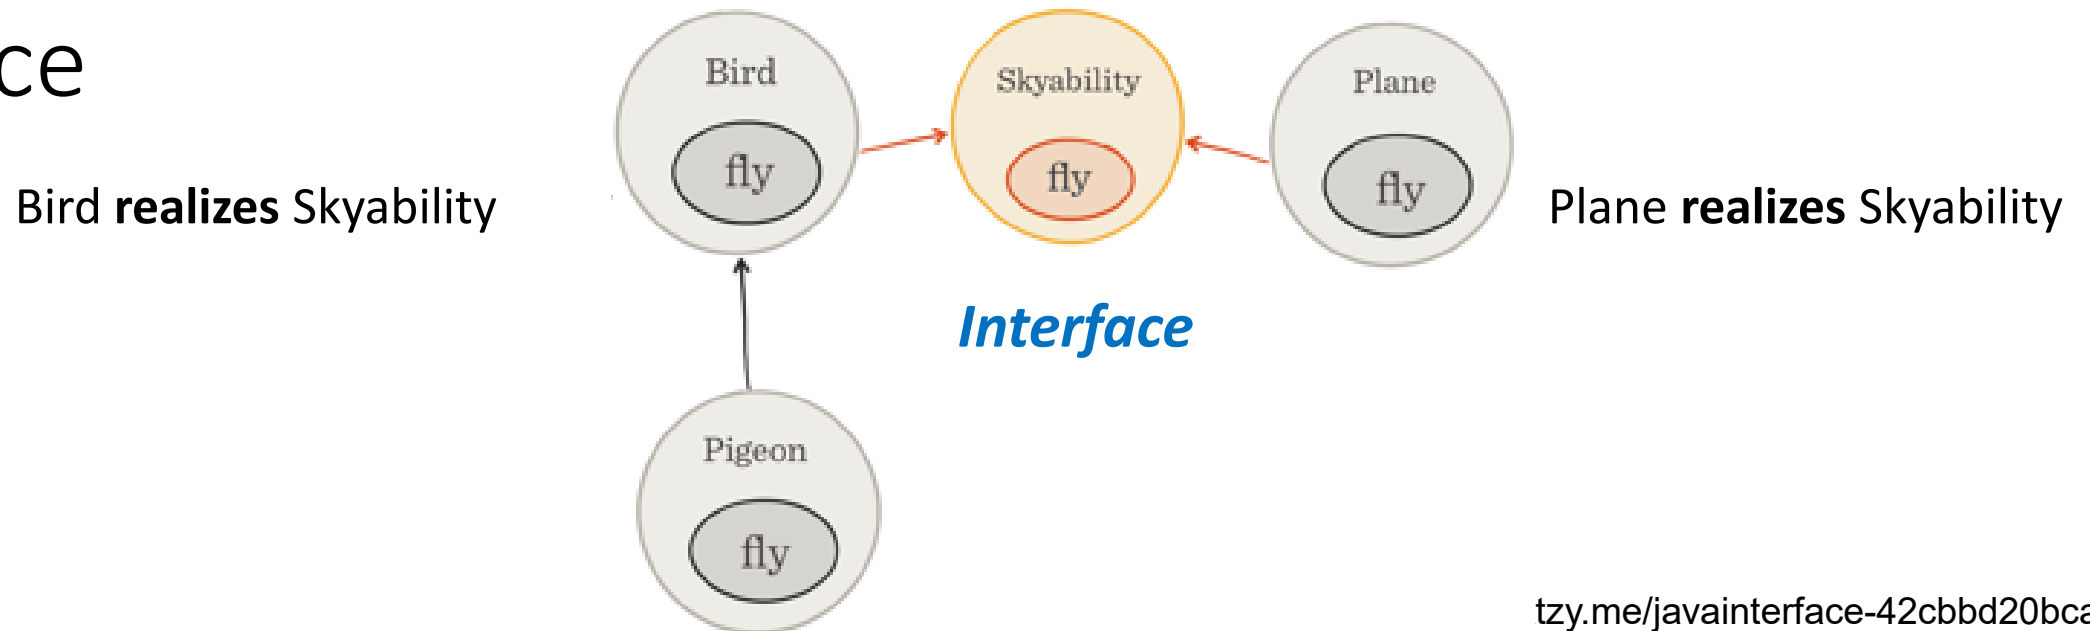 ce
Bird
Skyability
Plane
fly
fly
fly
Bird realizes Skyability
Plane realizes Skyability
Interface
Pigeon
fly
tzy.me/javainterface-42cbbd20bca